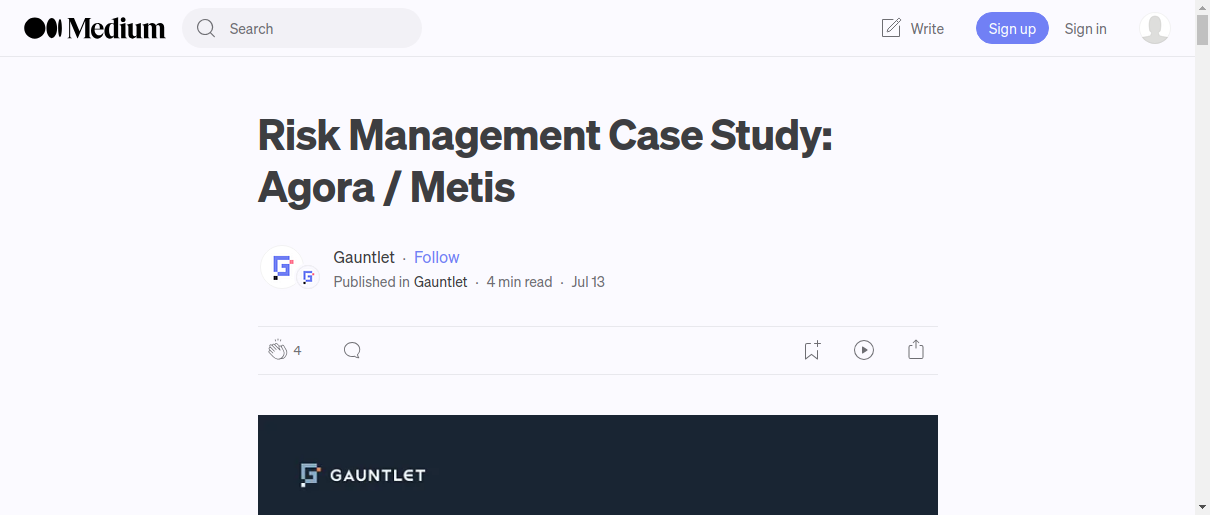 Medium
Search
Write
Sign up
Sign in
Risk Management Case Study:
Agora / Metis
Gauntlet · Follow
Published in Gauntlet · 4 min read · Jul 13
4
GAUNTLET